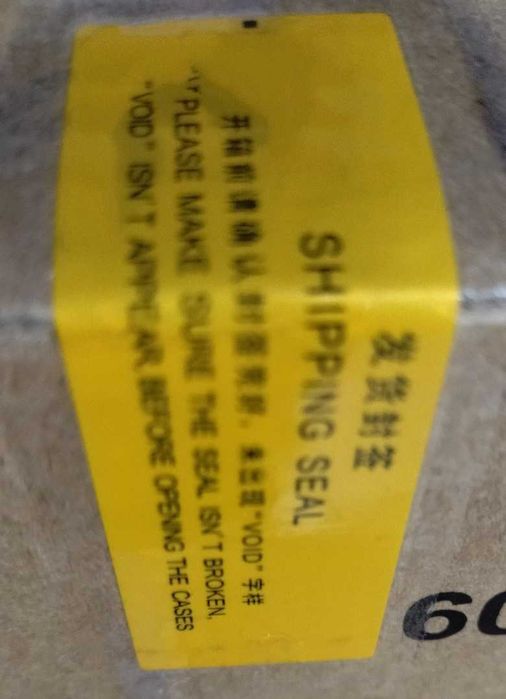 发货封签
SHIPPING SEAL
开箱前请确认封签完好,未出现"VOID"字样
PLEASE MAKE SURE THE SEAL ISN'T BROKEN,
"VOID" ISN'T APPEAR BEFORE OPENING THE CASES
60